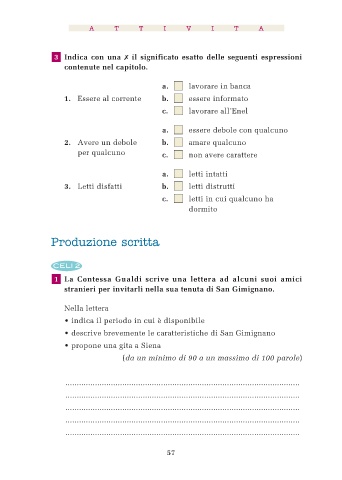 A T T I V I T A
3 Indica con una ✗ il significato esatto delle seguenti espressioni
contenute nel capitolo.
a. lavorare in banca
1. Essere al corrente b. essere informato
c. lavorare all'Enel
a. essere debole con qualcuno
2. Avere un debole b. amare qualcuno
per qualcuno c. non avere carattere
a. letti intatti
3. Letti disfatti b. letti distrutti
c. letti in cui qualcuno ha
dormito
Produzione scritta
CELI 2
1 La Contessa Gualdi scrive una lettera ad alcuni suoi amici
stranieri per invitarli nella sua tenuta di San Gimignano.
Nella lettera
• indica il periodo in cui è disponibile
• descrive brevemente le caratteristiche di San Gimignano
• propone una gita a Siena
(da un minimo di 90 a un massimo di 100 parole)
57